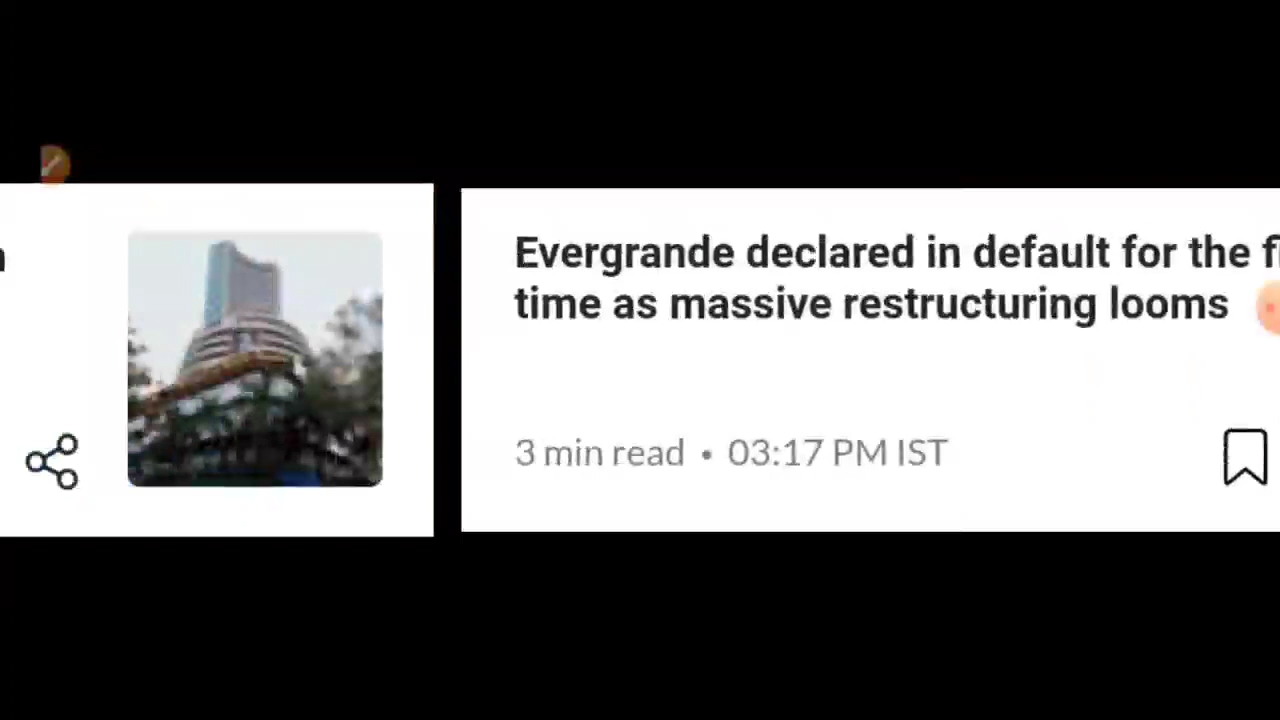 Evergrande declared in default for the
time as massive restructuring looms
3 min read • 03:17 PM IST